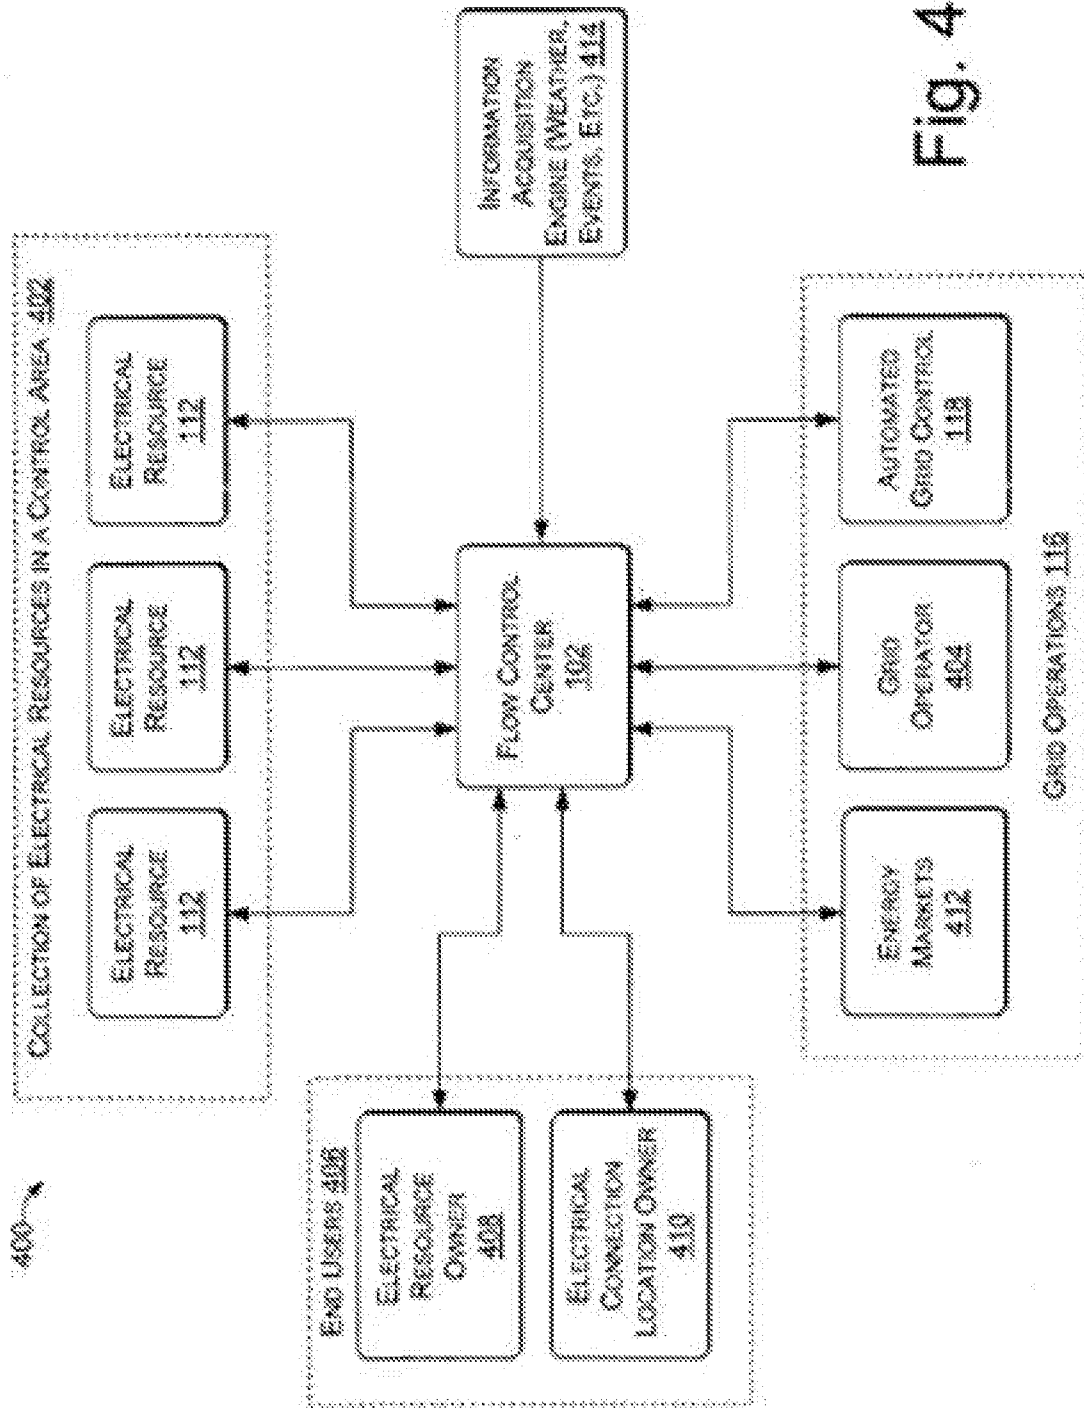 400
COLLECTION OF ELECTRICAL RESOURCES IN A CONTROL AREA 402
ELECTRICAL
RESOURCE
112
ELECTRICAL
RESOURCE
112
ELECTRICAL
RESOURCE
112
END USERS 406
ELECTRICAL
RESOURCE
OWNER
408
ELECTRICAL
CONNECTION
LOCATION OWNER
410
FLOW CONTROL
CENTER
102
INFORMATION
ACQUISITION
ENGINE (WEATHER,
EVENTS, ETC.) 414
ENERGY
MARKETS
412
GRID
OPERATOR
404
AUTOMATED
GRID CONTROL
118
GRID OPERATIONS 116
Fig. 4